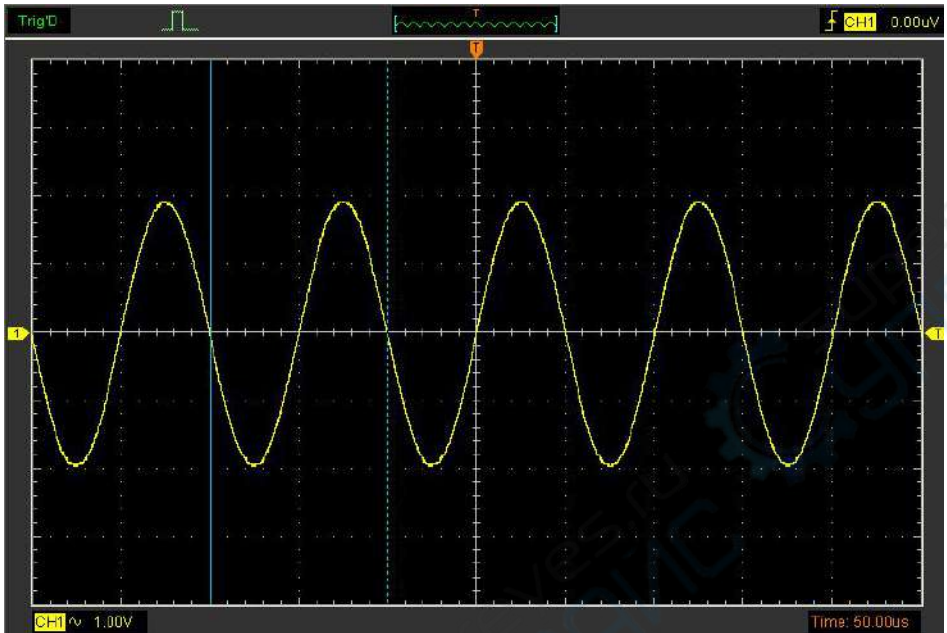 Trig'D
T
CH1 0.00uV
T
1
T
CH1 ∿ 1.00V
Time: 50.00us